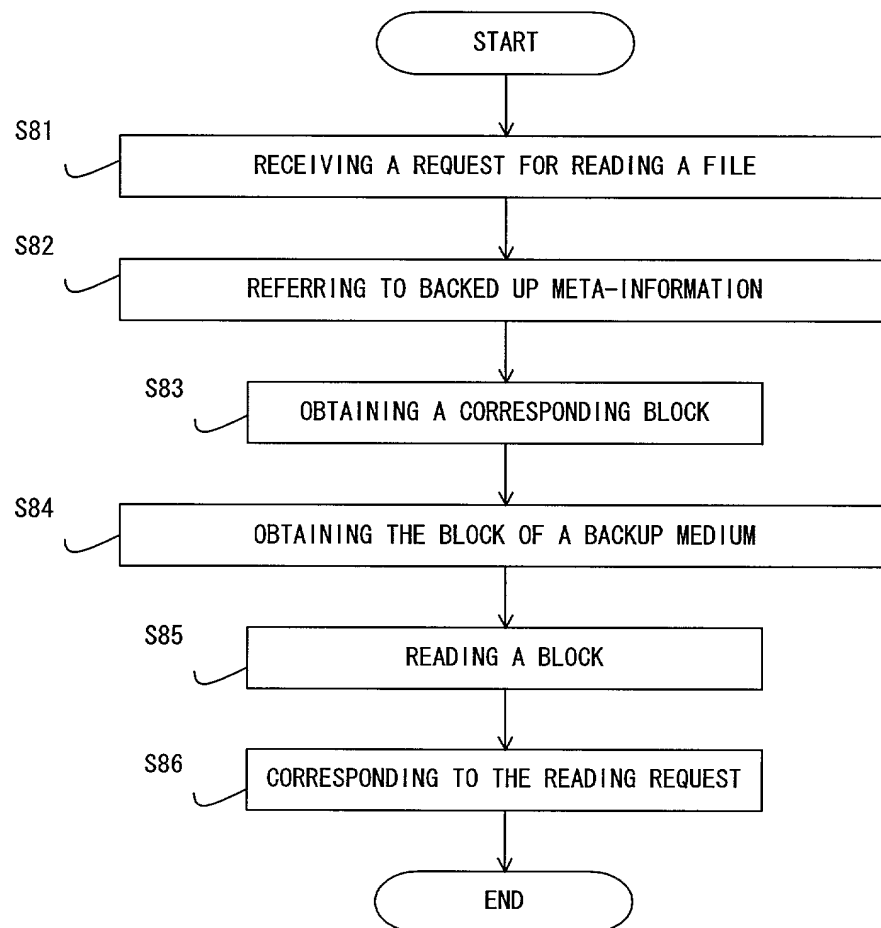 START
S81
RECEIVING A REQUEST FOR READING A FILE
S82
REFERRING TO BACKED UP META-INFORMATION
S83
OBTAINING A CORRESPONDING BLOCK
S84
OBTAINING THE BLOCK OF A BACKUP MEDIUM
S85
READING A BLOCK
S86
CORRESPONDING TO THE READING REQUEST
END